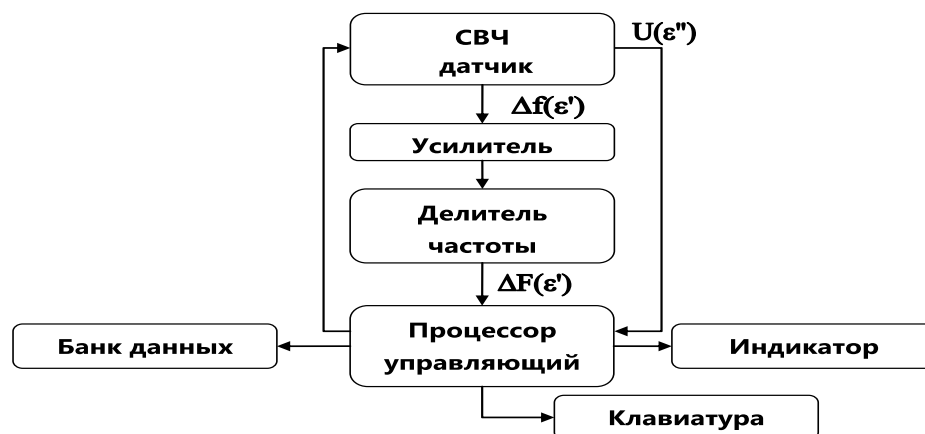 СВЧ
датчик
U(ε")
Δf(ε')
Усилитель
Делитель
частоты
ΔF(ε')
Процессор
управляющий
Банк данных
Индикатор
Клавиатура